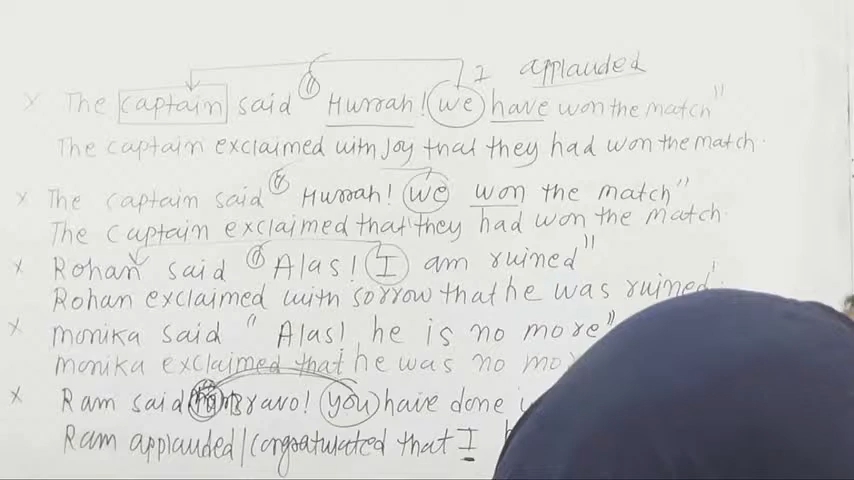 I applauded
x The captain said " Hurrah! we have won the match"
The captain exclaimed with joy that they had won the match.
x The captain said " Hurrah! we won the match"
The captain exclaimed that they had won the match.
x Rohan said " Alas! I am ruined"
Rohan exclaimed with sorrow that he was ruined
x monika said " Alas! he is no more"
monika exclaimed that he was no
x Ram said Bravo! you have done
Ram applauded/congratulated that I